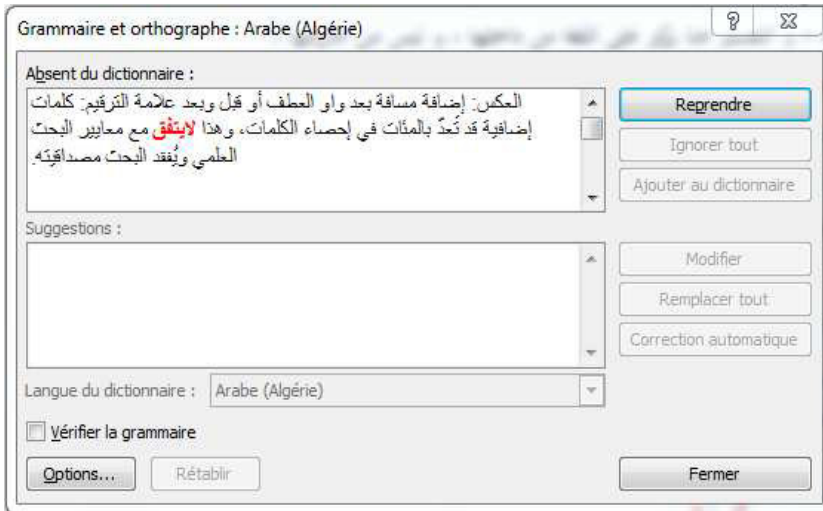 Grammaire et orthographe : Arabe (Algérie)
Absent du dictionnaire :
العكس: إضافة مسافة بعد واو العطف أو قبل وبعد علامة الترقيم: كلمات
إضافية قد تُعدّ بالمئات في إحصاء الكلمات، وهذا لايتفق مع معايير البحث
العلمي ويُفقد البحث مصداقيته.
Reprendre
Ignorer tout
Ajouter au dictionnaire
Suggestions :
Modifier
Remplacer tout
Correction automatique
Langue du dictionnaire : Arabe (Algérie)
Vérifier la grammaire
Options... Rétablir Fermer